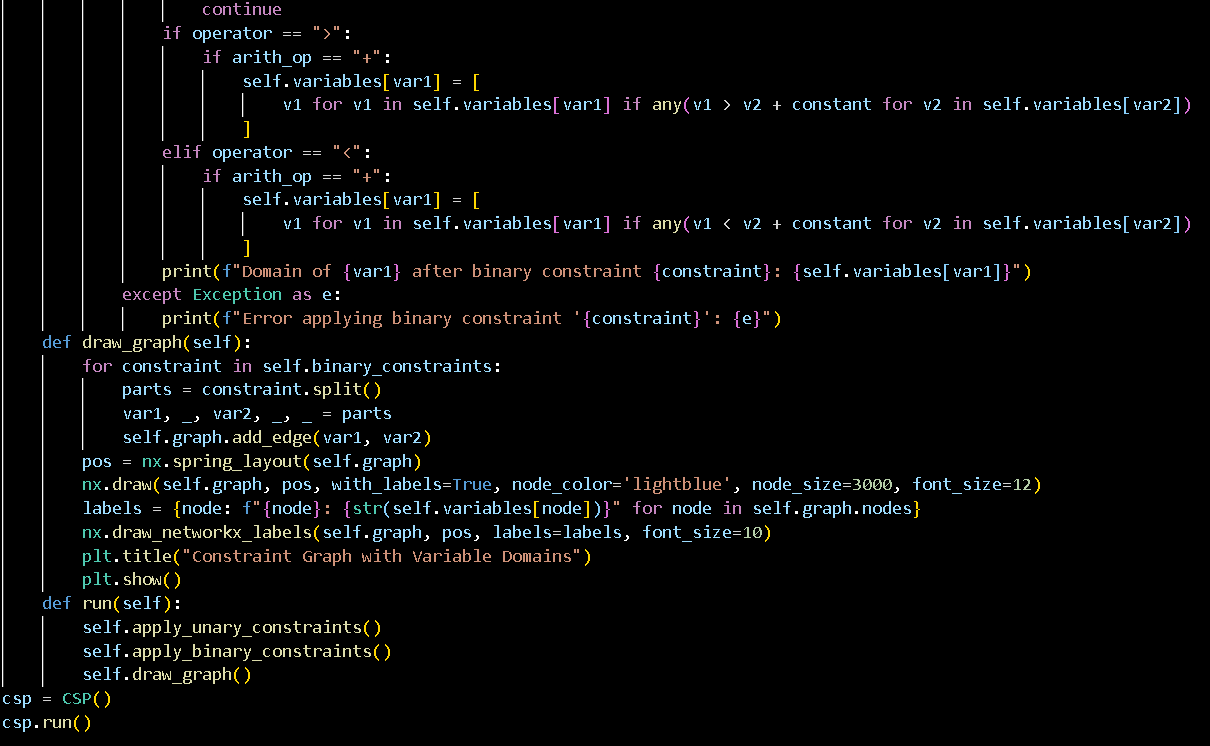 continue
                if operator == ">":
                    if arith_op == "+":
                        self.variables[var1] = [
                            v1 for v1 in self.variables[var1] if any(v1 > v2 + constant for v2 in self.variables[var2])
                        ]
                elif operator == "<":
                    if arith_op == "+":
                        self.variables[var1] = [
                            v1 for v1 in self.variables[var1] if any(v1 < v2 + constant for v2 in self.variables[var2])
                        ]
                print(f"Domain of {var1} after binary constraint {constraint}: {self.variables[var1]}")
            except Exception as e:
                print(f"Error applying binary constraint '{constraint}': {e}")
    def draw_graph(self):
        for constraint in self.binary_constraints:
            parts = constraint.split()
            var1, _, var2, _, _ = parts
            self.graph.add_edge(var1, var2)
        pos = nx.spring_layout(self.graph)
        nx.draw(self.graph, pos, with_labels=True, node_color='lightblue', node_size=3000, font_size=12)
        labels = {node: f"{node}: {str(self.variables[node])}" for node in self.graph.nodes}
        nx.draw_networkx_labels(self.graph, pos, labels=labels, font_size=10)
        plt.title("Constraint Graph with Variable Domains")
        plt.show()
    def run(self):
        self.apply_unary_constraints()
        self.apply_binary_constraints()
        self.draw_graph()
csp = CSP()
csp.run()